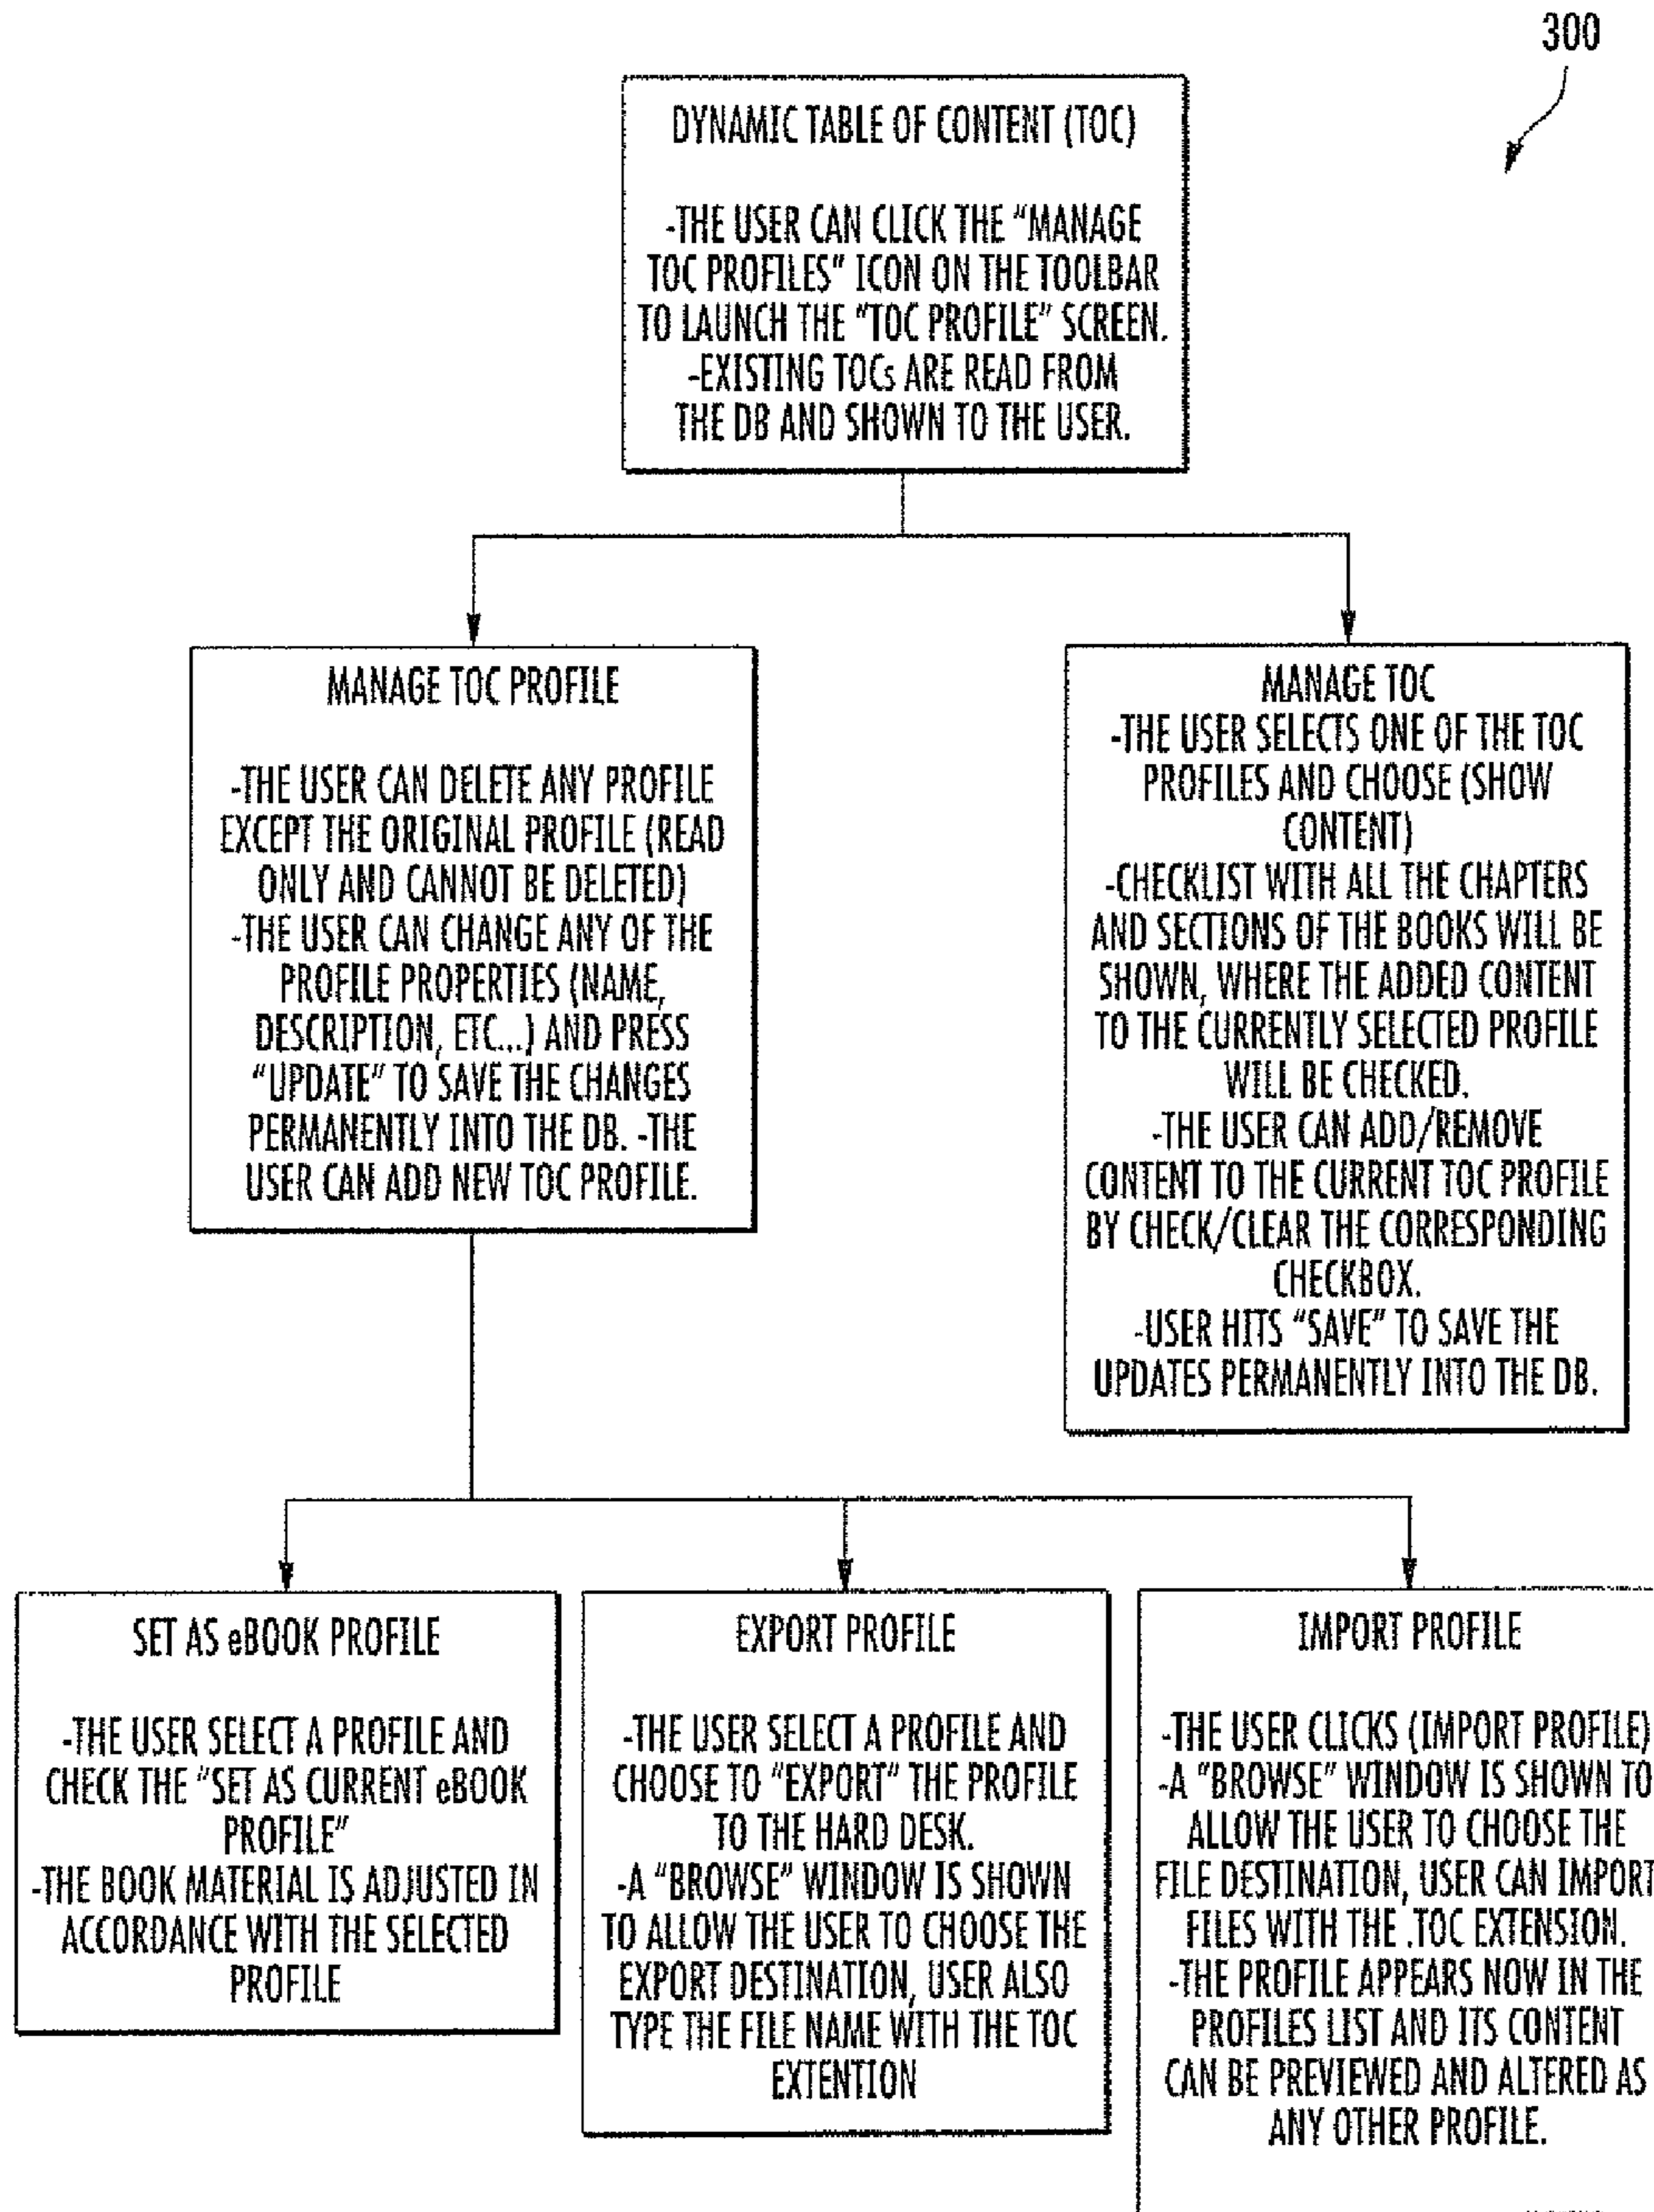 300
DYNAMIC TABLE OF CONTENT (TOC)
-THE USER CAN CLICK THE "MANAGE
TOC PROFILES" ICON ON THE TOOLBAR
TO LAUNCH THE "TOC PROFILE" SCREEN.
-EXISTING TOCs ARE READ FROM
THE DB AND SHOWN TO THE USER.
MANAGE TOC PROFILE
-THE USER CAN DELETE ANY PROFILE
EXCEPT THE ORIGINAL PROFILE (READ
ONLY AND CANNOT BE DELETED)
-THE USER CAN CHANGE ANY OF THE
PROFILE PROPERTIES (NAME,
DESCRIPTION, ETC...) AND PRESS
"UPDATE" TO SAVE THE CHANGES
PERMANENTLY INTO THE DB. -THE
USER CAN ADD NEW TOC PROFILE.
MANAGE TOC
-THE USER SELECTS ONE OF THE TOC
PROFILES AND CHOOSE (SHOW
CONTENT)
-CHECKLIST WITH ALL THE CHAPTERS
AND SECTIONS OF THE BOOKS WILL BE
SHOWN, WHERE THE ADDED CONTENT
TO THE CURRENTLY SELECTED PROFILE
WILL BE CHECKED.
-THE USER CAN ADD/REMOVE
CONTENT TO THE CURRENT TOC PROFILE
BY CHECK/CLEAR THE CORRESPONDING
CHECKBOX.
-USER HITS "SAVE" TO SAVE THE
UPDATES PERMANENTLY INTO THE DB.
SET AS eBOOK PROFILE
-THE USER SELECT A PROFILE AND
CHECK THE "SET AS CURRENT eBOOK
PROFILE"
-THE BOOK MATERIAL IS ADJUSTED IN
ACCORDANCE WITH THE SELECTED
PROFILE
EXPORT PROFILE
-THE USER SELECT A PROFILE AND
CHOOSE TO "EXPORT" THE PROFILE
TO THE HARD DESK.
-A "BROWSE" WINDOW IS SHOWN
TO ALLOW THE USER TO CHOOSE THE
EXPORT DESTINATION, USER ALSO
TYPE THE FILE NAME WITH THE TOC
EXTENTION
IMPORT PROFILE
-THE USER CLICKS (IMPORT PROFILE)
-A "BROWSE" WINDOW IS SHOWN TO
ALLOW THE USER TO CHOOSE THE
FILE DESTINATION, USER CAN IMPORT
FILES WITH THE .TOC EXTENSION.
-THE PROFILE APPEARS NOW IN THE
PROFILES LIST AND ITS CONTENT
CAN BE PREVIEWED AND ALTERED AS
ANY OTHER PROFILE.